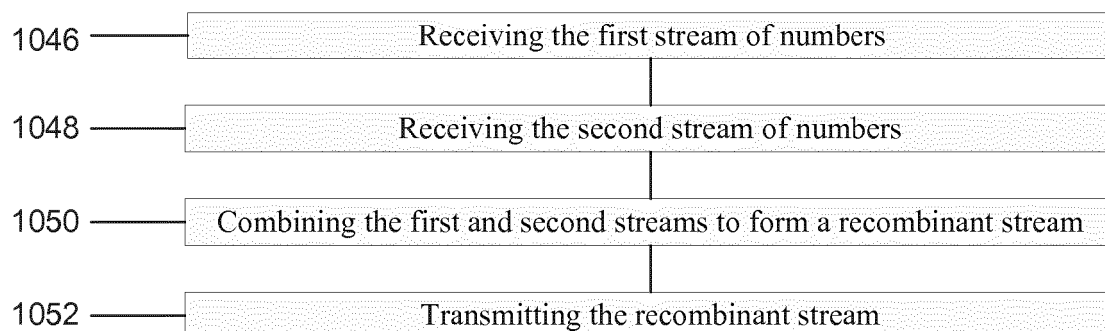 1046 Receiving the first stream of numbers
1048 Receiving the second stream of numbers
1050 Combining the first and second streams to form a recombinant stream
1052 Transmitting the recombinant stream